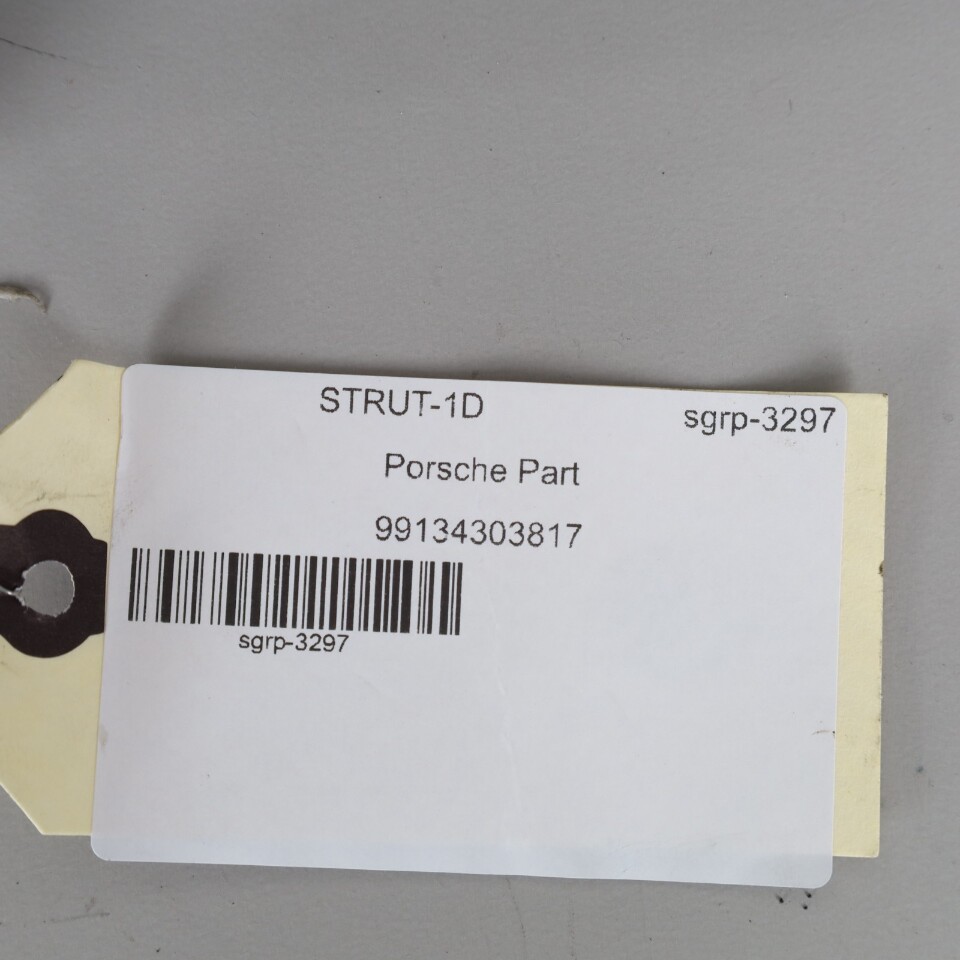 STRUT-1D sgrp-3297
Porsche Part
99134303817
sgrp-3297